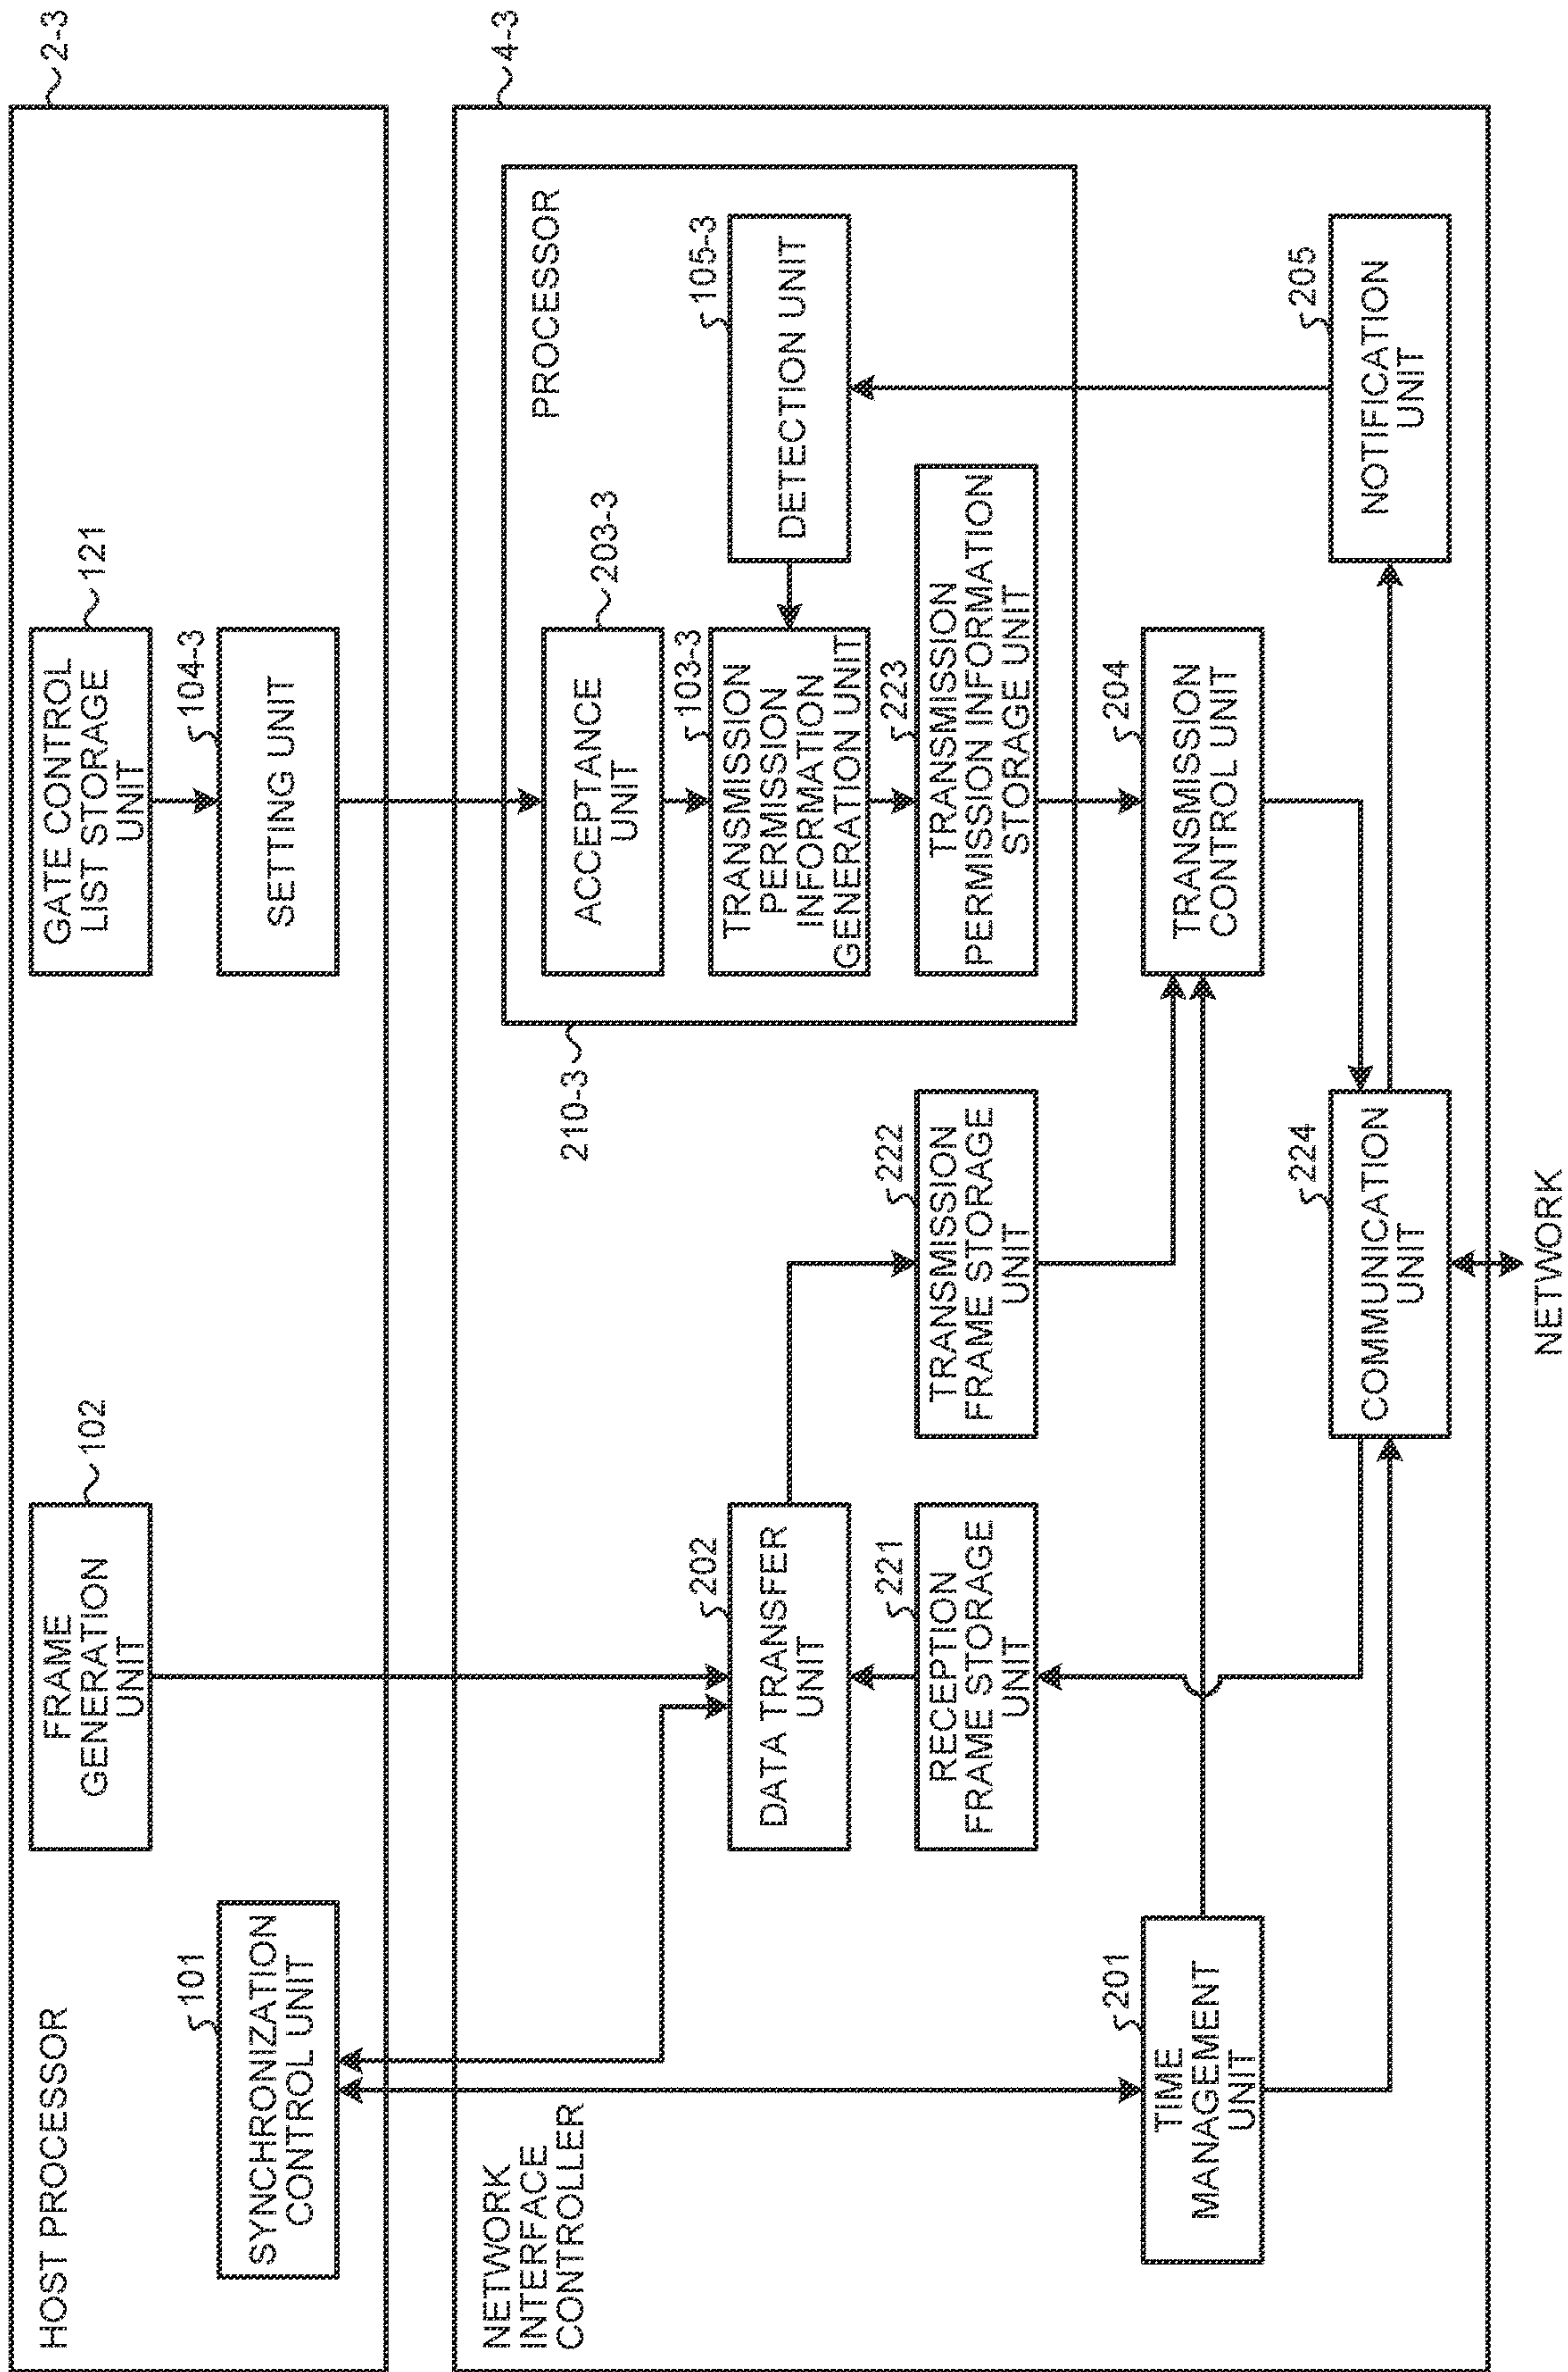 2-3
HOST PROCESSOR
101
SYNCHRONIZATION
CONTROL UNIT
102
FRAME
GENERATION
UNIT
121
GATE CONTROL
LIST STORAGE
UNIT
104-3
SETTING UNIT
4-3
NETWORK
INTERFACE
CONTROLLER
210-3
PROCESSOR
203-3
ACCEPTANCE
UNIT
103-3
TRANSMISSION
PERMISSION
INFORMATION
GENERATION UNIT
105-3
DETECTION UNIT
223
TRANSMISSION
PERMISSION INFORMATION
STORAGE UNIT
202
DATA TRANSFER
UNIT
221
RECEPTION
FRAME STORAGE
UNIT
222
TRANSMISSION
FRAME STORAGE
UNIT
201
TIME
MANAGEMENT
UNIT
204
TRANSMISSION
CONTROL UNIT
224
COMMUNICATION
UNIT
205
NOTIFICATION
UNIT
NETWORK